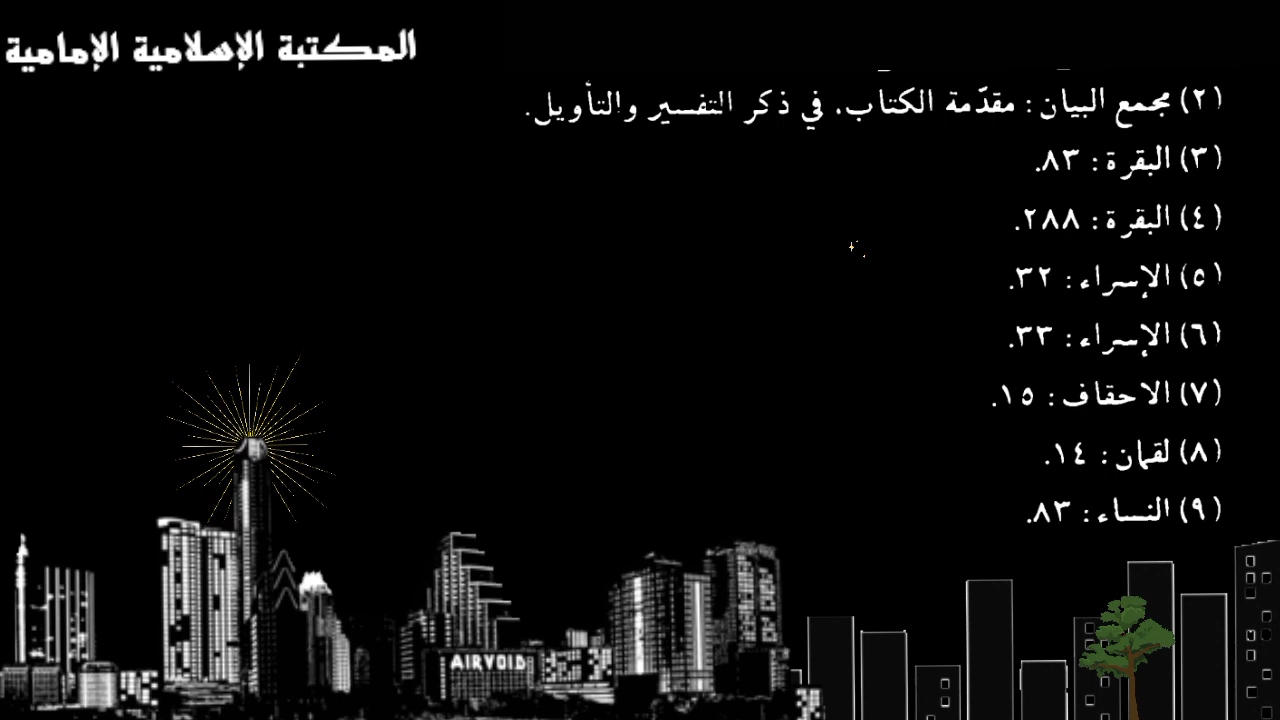 المكتبة الإسلامية الإمامية
(٢) مجمع البيان: مقدّمة الكتاب، في ذكر التفسير والتأويل.
(٣) البقرة: ٨٣.
(٤) البقرة: ٢٨٨.
(٥) الإسراء: ٣٢.
(٦) الإسراء: ٣٣.
(٧) الاحقاف: ١٥.
(٨) لقمان: ١٤.
(٩) النساء: ٨٣.
AIRVOID